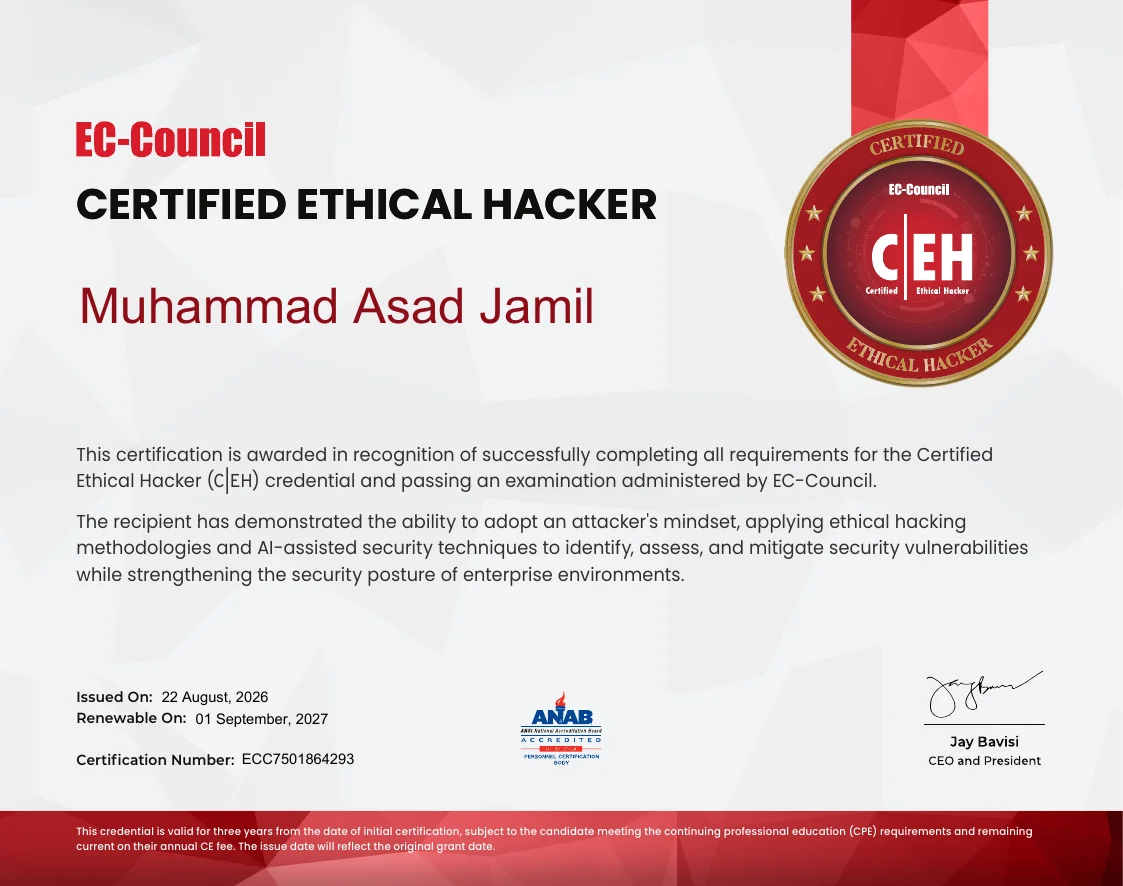 EC-Council
CERTIFIED ETHICAL HACKER
Muhammad Asad Jamil
CERTIFIED
EC-Council
C|EH
Certified Ethical Hacker
ETHICAL HACKER
This certification is awarded in recognition of successfully completing all requirements for the Certified
Ethical Hacker (C|EH) credential and passing an examination administered by EC-Council.
The recipient has demonstrated the ability to adopt an attacker's mindset, applying ethical hacking
methodologies and AI-assisted security techniques to identify, assess, and mitigate security vulnerabilities
while strengthening the security posture of enterprise environments.
Issued On: 22 August, 2026
Renewable On: 01 September, 2027
Certification Number: ECC7501864293
ANAB
ANSI National Accreditation Board
ACCREDITED
PERSONNEL CERTIFICATION
BODY
Jay Bavisi
CEO and President
This credential is valid for three years from the date of initial certification, subject to the candidate meeting the continuing professional education (CPE) requirements and remaining
current on their annual CE fee. The issue date will reflect the original grant date.